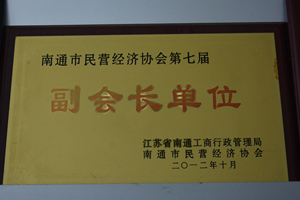 南通市民营经济协会第七届
副会长单位
江苏省南通工商行政管理局
南通市民营经济协会
二〇一二年十月